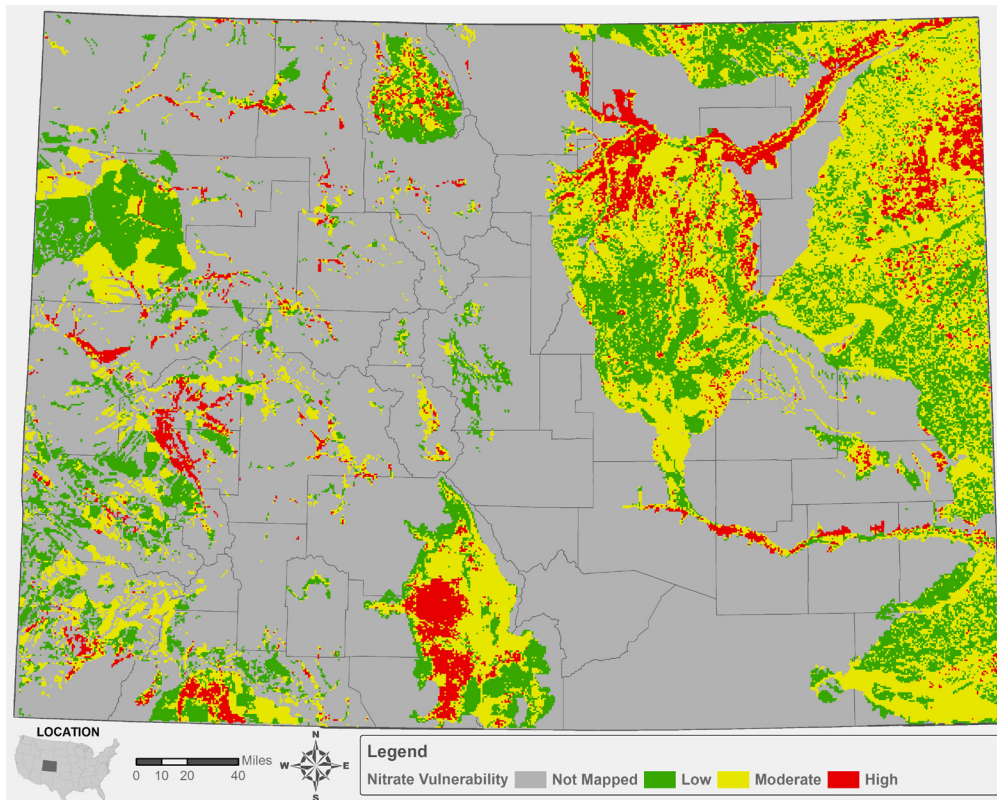 LOCATION
0 10 20 40 Miles
N
W E
S
Legend
Nitrate Vulnerability Not Mapped Low Moderate High